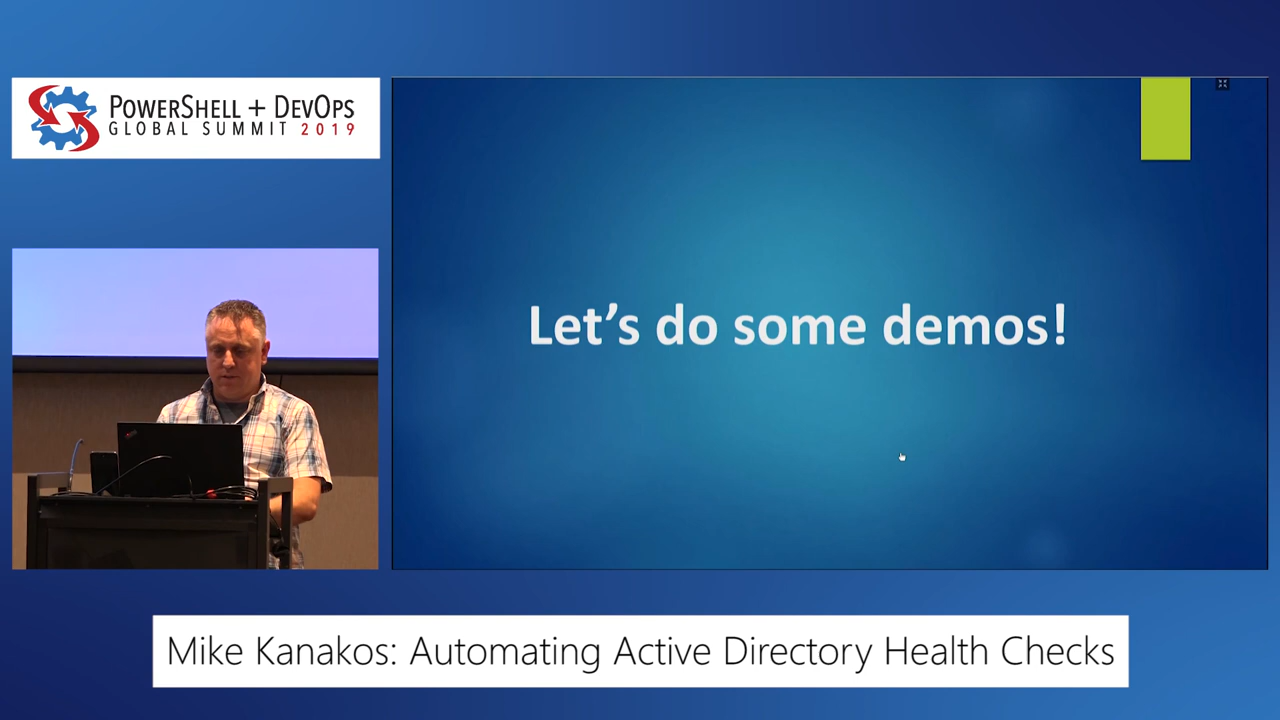 POWERSHELL + DEVOPS
GLOBAL SUMMIT 2019
Let's do some demos!
Mike Kanakos: Automating Active Directory Health Checks